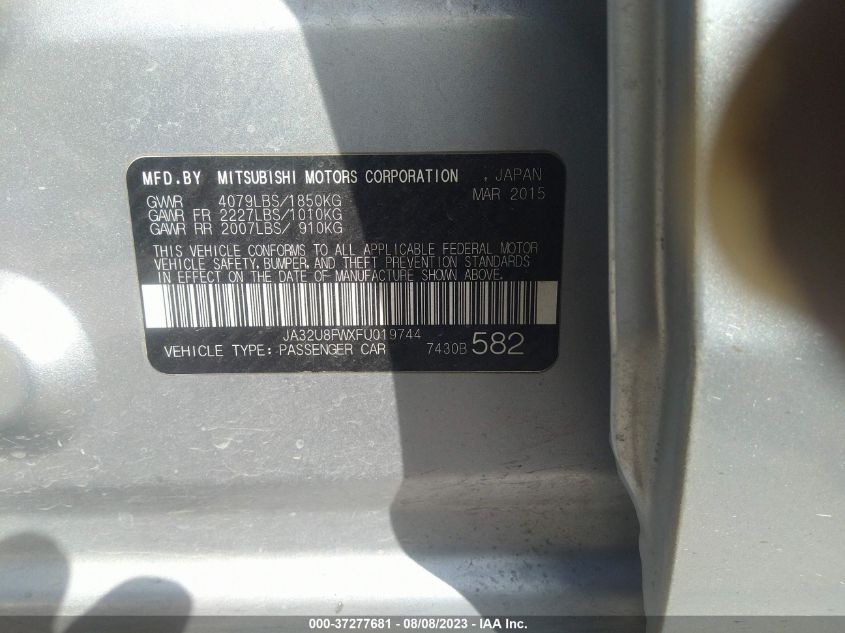 MFD.BY MITSUBISHI MOTORS CORPORATION , JAPAN
MAR 2015
GVWR 4079LBS/1850KG
GAWR FR 2227LBS/1010KG
GAWR RR 2007LBS/ 910KG
THIS VEHICLE CONFORMS TO ALL APPLICABLE FEDERAL MOTOR
VEHICLE SAFETY, BUMPER, AND THEFT PREVENTION STANDARDS
IN EFFECT ON THE DATE OF MANUFACTURE SHOWN ABOVE.
JA32U8FWXFU019744
VEHICLE TYPE: PASSENGER CAR 7430B 582
000-37277681 - 08/08/2023 - IAA Inc.